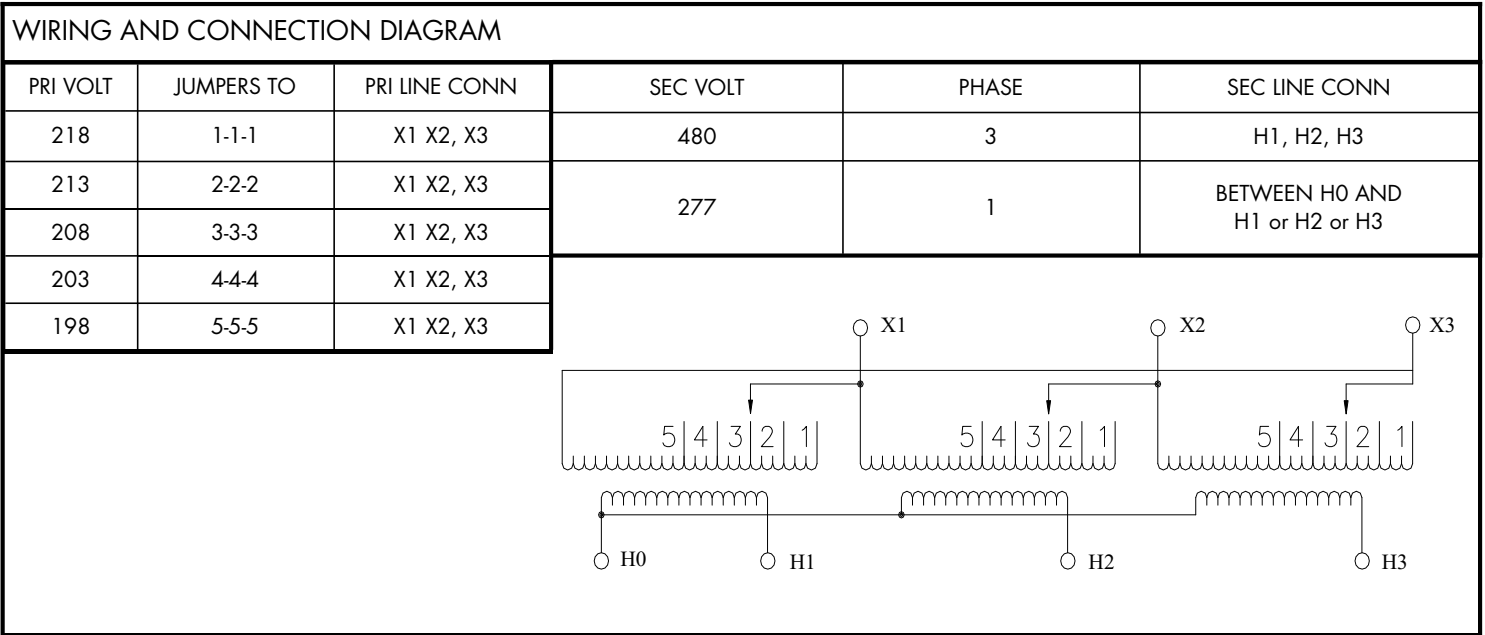 WIRING AND CONNECTION DIAGRAM
PRI VOLT JUMPERS TO PRI LINE CONN
218 1-1-1 X1 X2, X3
213 2-2-2 X1 X2, X3
208 3-3-3 X1 X2, X3
203 4-4-4 X1 X2, X3
198 5-5-5 X1 X2, X3
SEC VOLT PHASE SEC LINE CONN
480 3 H1, H2, H3
277 1 BETWEEN H0 AND
H1 or H2 or H3
X1 X2 X3
5 4 3 2 1 5 4 3 2 1 5 4 3 2 1
H0 H1 H2 H3